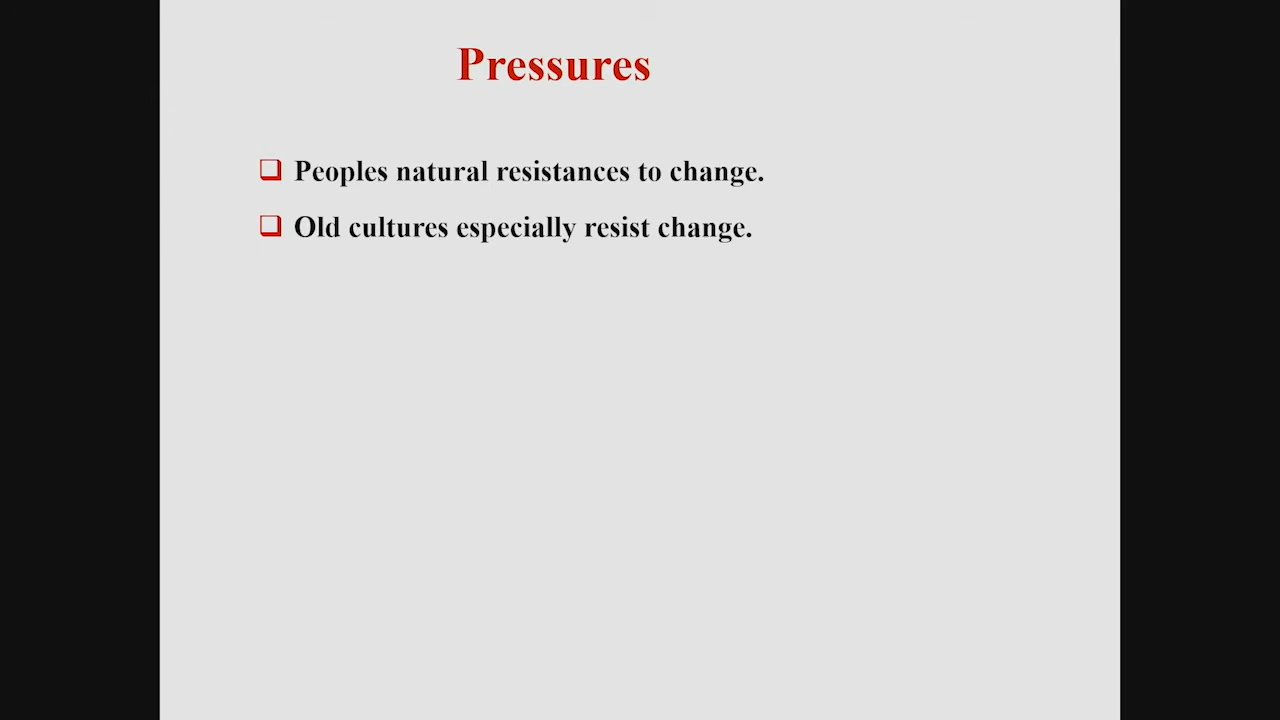 Pressures
❑ Peoples natural resistances to change.
❑ Old cultures especially resist change.